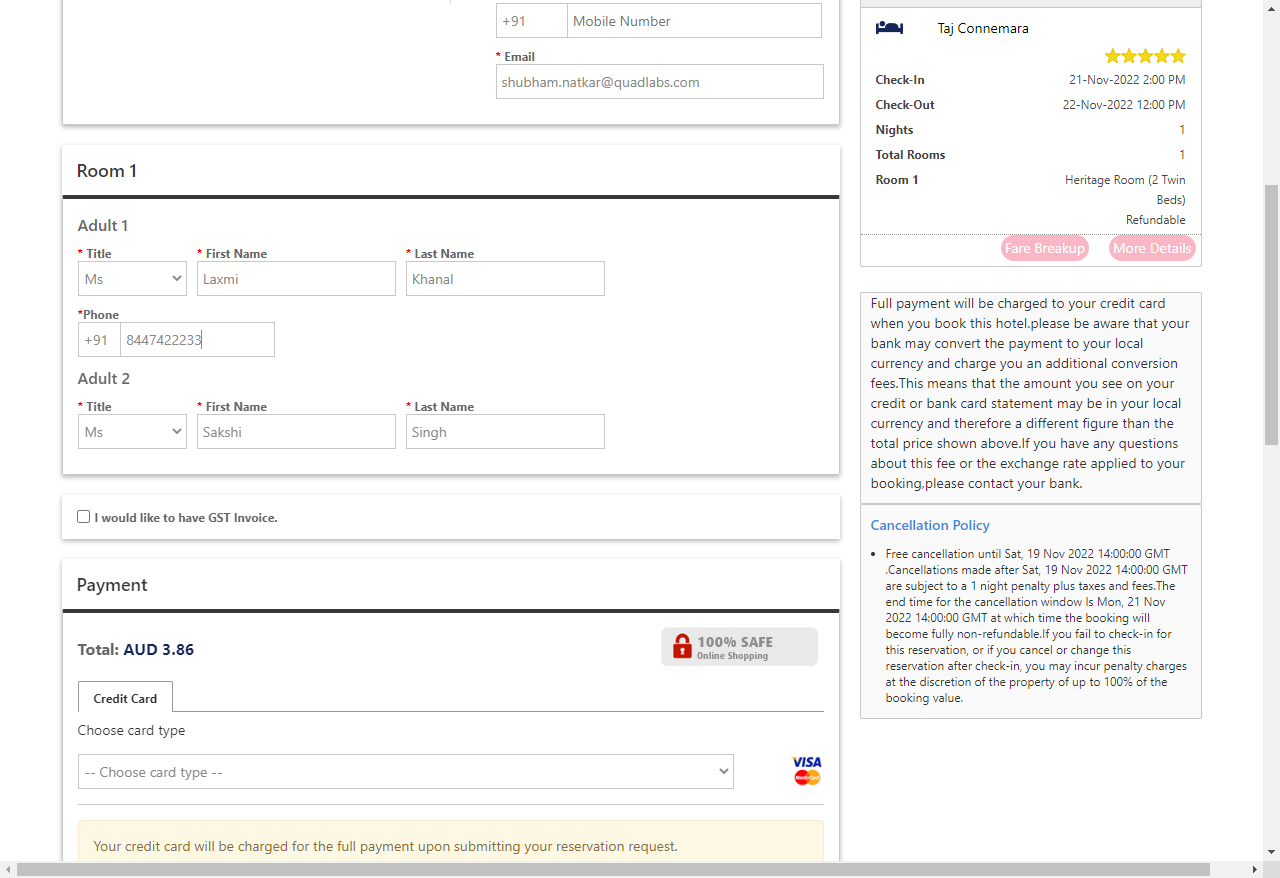 +91 Mobile Number
* Email
shubham.natkar@quadlabs.com
Room 1
Adult 1
* Title * First Name * Last Name
Ms Laxmi Khanal
*Phone
+91 8447422233
Adult 2
* Title * First Name * Last Name
Ms Sakshi Singh
I would like to have GST Invoice.
Payment
Total: AUD 3.86
100% SAFE
Online Shopping
Credit Card
Choose card type
-- Choose card type --
VISA
MasterCard
Your credit card will be charged for the full payment upon submitting your reservation request.
Taj Connemara
Check-In 21-Nov-2022 2:00 PM
Check-Out 22-Nov-2022 12:00 PM
Nights 1
Total Rooms 1
Room 1 Heritage Room (2 Twin
Beds)
Refundable
Fare Breakup More Details
Full payment will be charged to your credit card
when you book this hotel.please be aware that your
bank may convert the payment to your local
currency and charge you an additional conversion
fees.This means that the amount you see on your
credit or bank card statement may be in your local
currency and therefore a different figure than the
total price shown above.If you have any questions
about this fee or the exchange rate applied to your
booking,please contact your bank.
Cancellation Policy
• Free cancellation until Sat, 19 Nov 2022 14:00:00 GMT
.Cancellations made after Sat, 19 Nov 2022 14:00:00 GMT
are subject to a 1 night penalty plus taxes and fees.The
end time for the cancellation window Is Mon, 21 Nov
2022 14:00:00 GMT at which time the booking will
become fully non-refundable.If you fail to check-in for
this reservation, or if you cancel or change this
reservation after check-in, you may incur penalty charges
at the discretion of the property of up to 100% of the
booking value.